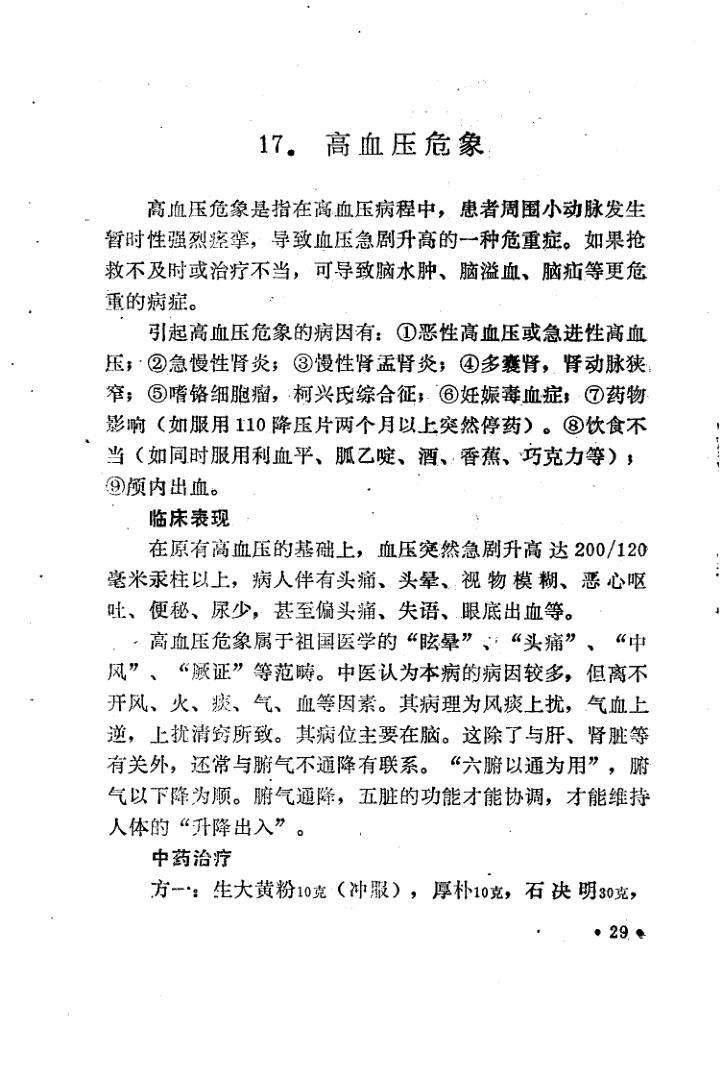 17. 高血压危象
高血压危象是指在高血压病程中，患者周围小动脉发生
暂时性强烈痉挛，导致血压急剧升高的一种危重症。如果抢
救不及时或治疗不当，可导致脑水肿、脑溢血、脑疝等更危
重的病症。
引起高血压危象的病因有：①恶性高血压或急进性高血
压；②急慢性肾炎；③慢性肾盂肾炎；④多囊肾，肾动脉狭
窄；⑤嗜铬细胞瘤，柯兴氏综合征；⑥妊娠毒血症；⑦药物
影响（如服用110降压片两个月以上突然停药）。⑧饮食不
当（如同时服用利血平、胍乙啶、酒、香蕉、巧克力等）；
⑨颅内出血。
临床表现
在原有高血压的基础上，血压突然急剧升高达200/120
毫米汞柱以上，病人伴有头痛、头晕、视物模糊、恶心呕
吐、便秘、尿少，甚至偏头痛、失语、眼底出血等。
高血压危象属于祖国医学的“眩晕”、“头痛”、“中
风”、“厥证”等范畴。中医认为本病的病因较多，但离不
开风、火、痰、气、血等因素。其病理为风痰上扰，气血上
逆，上扰清窍所致。其病位主要在脑。这除了与肝、肾脏等
有关外，还常与腑气不通降有联系。“六腑以通为用”，腑
气以下降为顺。腑气通降，五脏的功能才能协调，才能维持
人体的“升降出入”。
中药治疗
方一：生大黄粉10克（冲服），厚朴10克，石决明30克，
• 29 •